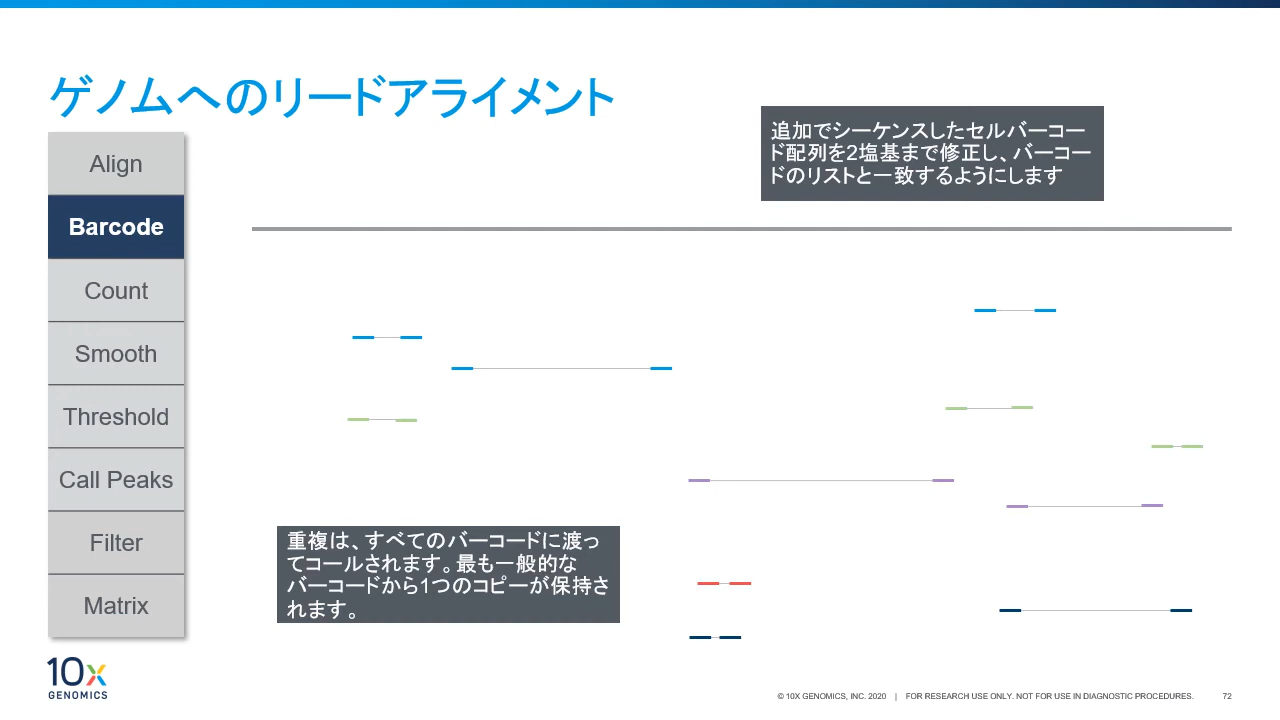 ゲノムへのリードアライメント
追加でシーケンスしたセルバーコー
ド配列を2塩基まで修正し、バーコー
ドのリストと一致するようにします
Align
Barcode
Count
Smooth
Threshold
Call Peaks
Filter
Matrix
重複は、すべてのバーコードに渡っ
てコールされます。最も一般的な
バーコードから1つのコピーが保持さ
れます。
10x
GENOMICS
© 10X GENOMICS, INC. 2020 | FOR RESEARCH USE ONLY. NOT FOR USE IN DIAGNOSTIC PROCEDURES. 72